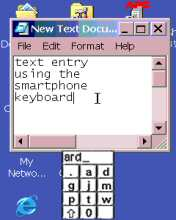 New Text Docu...
File Edit Format Help
text entry
using the
smartphone
keyboard
ard_
. a d
g j m
p t w
⇧ 0
My
Netwo...